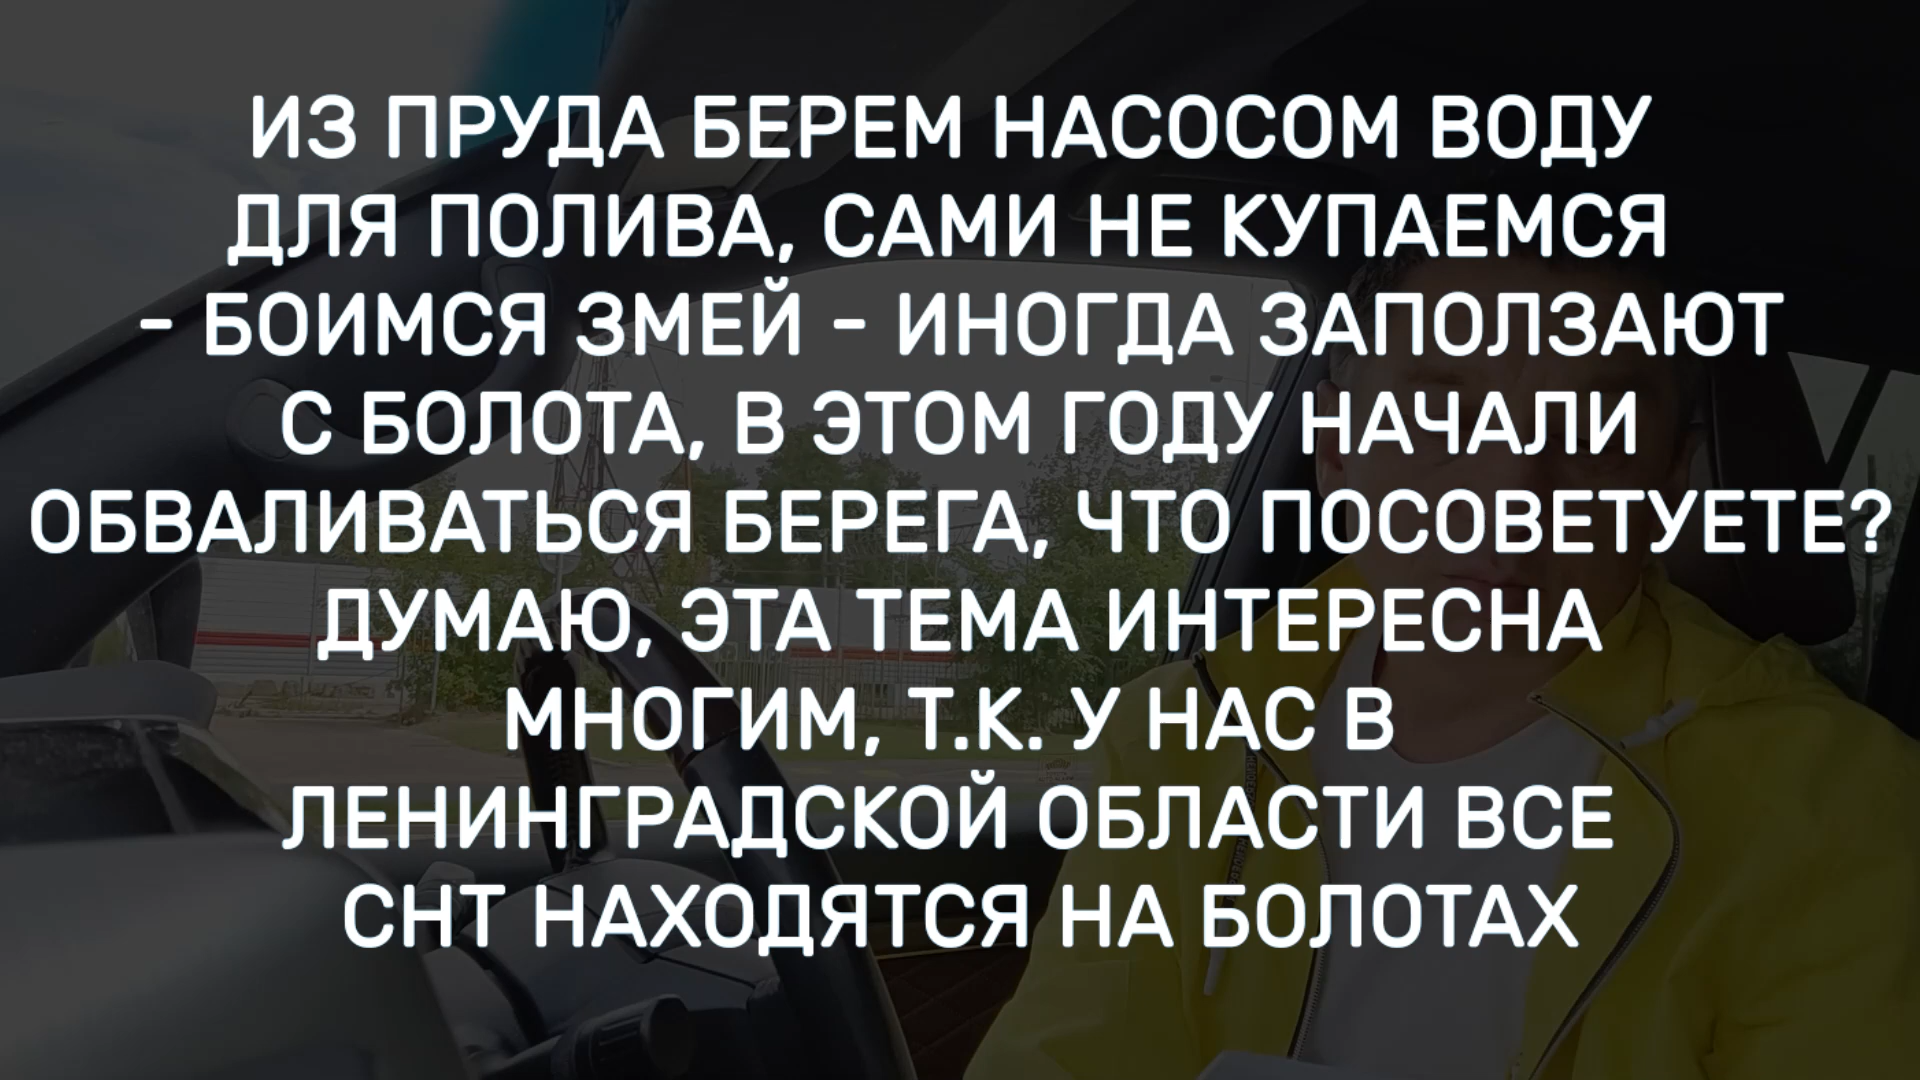 ИЗ ПРУДА БЕРЕМ НАСОСОМ ВОДУ
ДЛЯ ПОЛИВА, САМИ НЕ КУПАЕМСЯ
- БОИМСЯ ЗМЕЙ - ИНОГДА ЗАПОЛЗАЮТ
С БОЛОТА, В ЭТОМ ГОДУ НАЧАЛИ
ОБВАЛИВАТЬСЯ БЕРЕГА, ЧТО ПОСОВЕТУЕТЕ?
ДУМАЮ, ЭТА ТЕМА ИНТЕРЕСНА
МНОГИМ, Т.К. У НАС В
ЛЕНИНГРАДСКОЙ ОБЛАСТИ ВСЕ
СНТ НАХОДЯТСЯ НА БОЛОТАХ